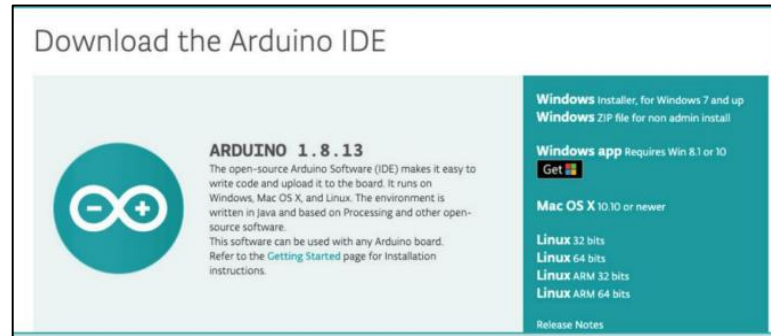 Download the Arduino IDE
ARDUINO 1.8.13
The open-source Arduino Software (IDE) makes it easy to
write code and upload it to the board. It runs on
Windows, Mac OS X, and Linux. The environment is
written in Java and based on Processing and other open-
source software.
This software can be used with any Arduino board.
Refer to the Getting Started page for Installation
instructions.
Windows Installer, for Windows 7 and up
Windows ZIP file for non admin install
Windows app Requires Win 8.1 or 10
Get
Mac OS X 10.10 or newer
Linux 32 bits
Linux 64 bits
Linux ARM 32 bits
Linux ARM 64 bits
Release Notes